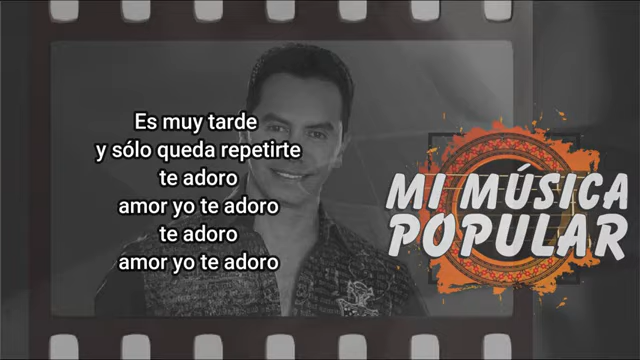 Es muy tarde
y sólo queda repetirte
te adoro
amor yo te adoro
te adoro
amor yo te adoro
MI MÚSICA
POPULAR